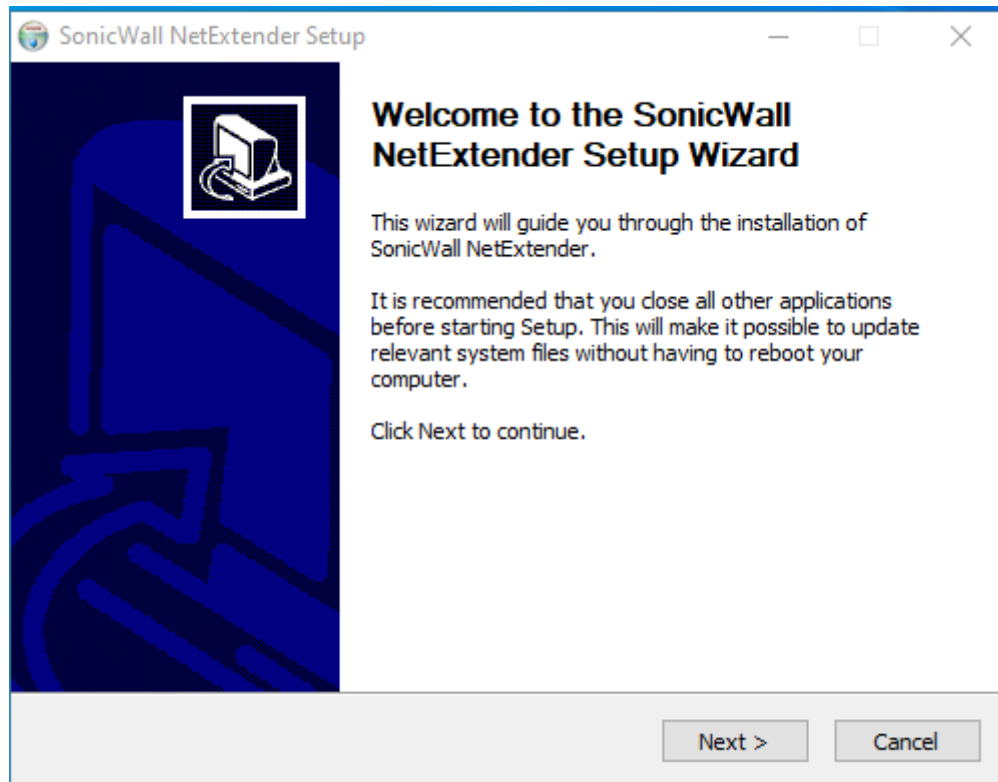 SonicWall NetExtender Setup
Welcome to the SonicWall
NetExtender Setup Wizard
This wizard will guide you through the installation of
SonicWall NetExtender.
It is recommended that you close all other applications
before starting Setup. This will make it possible to update
relevant system files without having to reboot your
computer.
Click Next to continue.
Next >
Cancel